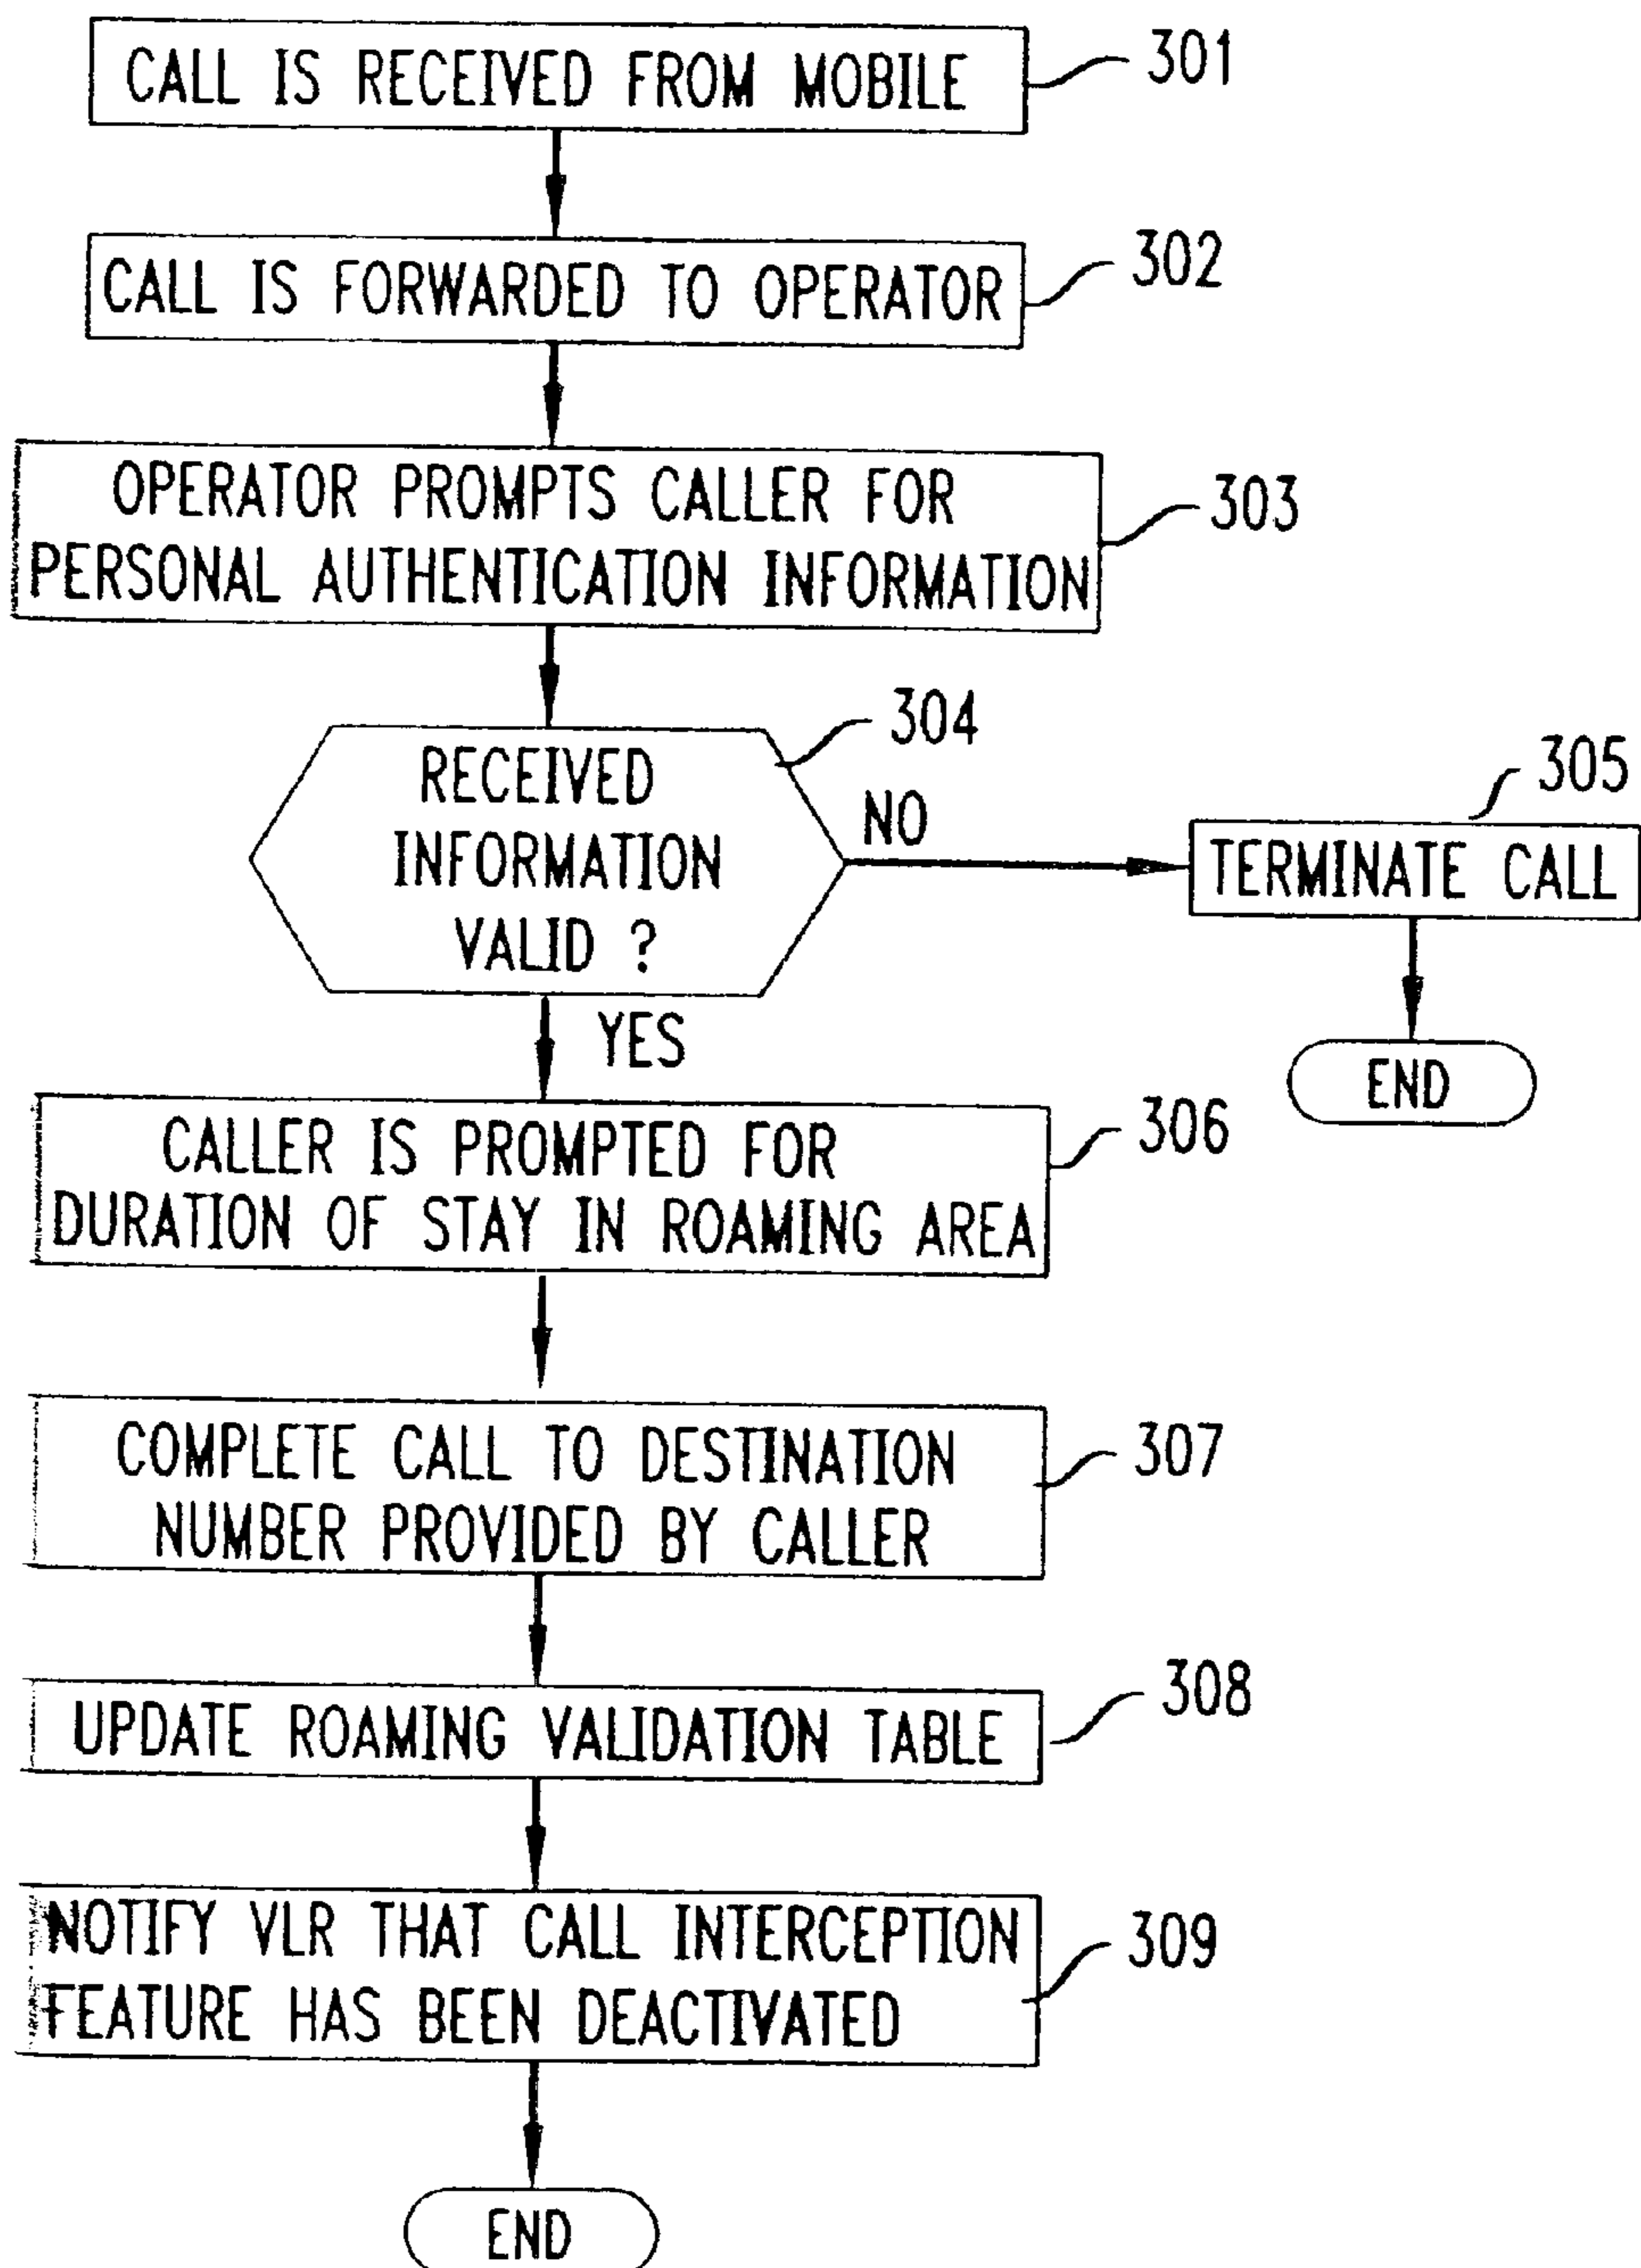 CALL IS RECEIVED FROM MOBILE
301
CALL IS FORWARDED TO OPERATOR
302
OPERATOR PROMPTS CALLER FOR
PERSONAL AUTHENTICATION INFORMATION
303
RECEIVED
INFORMATION
VALID ?
304
NO
305
TERMINATE CALL
END
YES
CALLER IS PROMPTED FOR
DURATION OF STAY IN ROAMING AREA
306
COMPLETE CALL TO DESTINATION
NUMBER PROVIDED BY CALLER
307
UPDATE ROAMING VALIDATION TABLE
308
NOTIFY VLR THAT CALL INTERCEPTION
FEATURE HAS BEEN DEACTIVATED
309
END